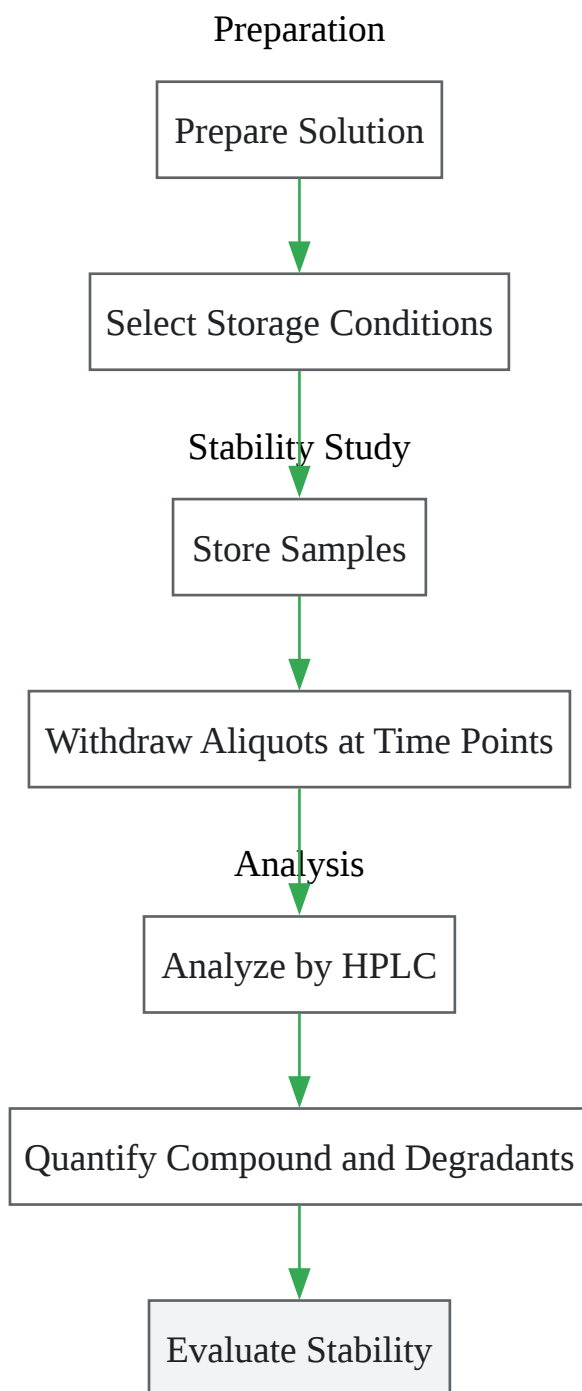 Preparation
Prepare Solution
Select Storage Conditions
Stability Study
Store Samples
Withdraw Aliquots at Time Points
Analysis
Analyze by HPLC
Quantify Compound and Degradants
Evaluate Stability